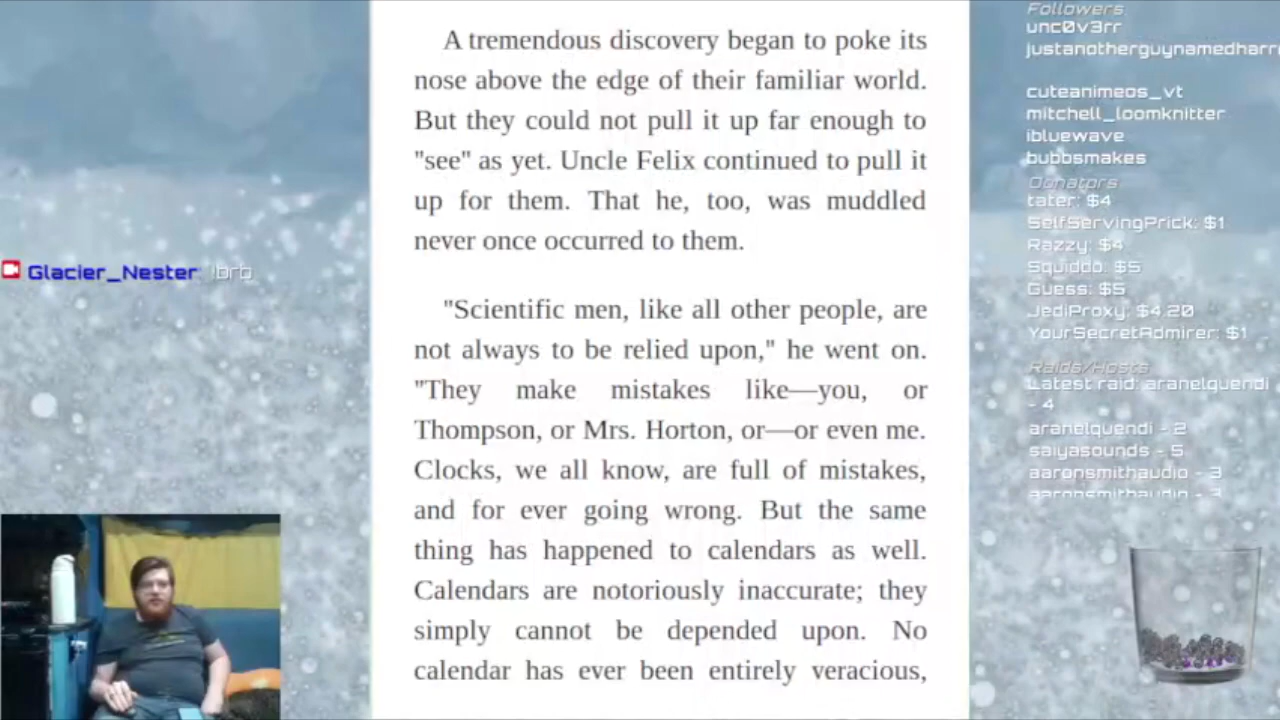 A tremendous discovery began to poke its
nose above the edge of their familiar world.
But they could not pull it up far enough to
"see" as yet. Uncle Felix continued to pull it
up for them. That he, too, was muddled
never once occurred to them.
"Scientific men, like all other people, are
not always to be relied upon," he went on.
"They make mistakes like—you, or
Thompson, or Mrs. Horton, or—or even me.
Clocks, we all know, are full of mistakes,
and for ever going wrong. But the same
thing has happened to calendars as well.
Calendars are notoriously inaccurate; they
simply cannot be depended upon. No
calendar has ever been entirely veracious,
Glacier_Nester: !brb
Followers
unc0v3rr
justanotherguynamedharr
cuteanimeos_vt
mitchell_loomknitter
ibluewave
bubbsmakes
Donators
tater: $4
SelfServingPrick: $1
Razzy: $4
Squiddo: $5
Guess: $5
JediProxy: $4.20
YourSecretAdmirer: $1
Raids/Hosts
Latest raid: aranelquendi
- 4
aranelquendi - 2
saiyasounds - 5
aaronsmithaudio - 3
aaronsmithaudio - 3